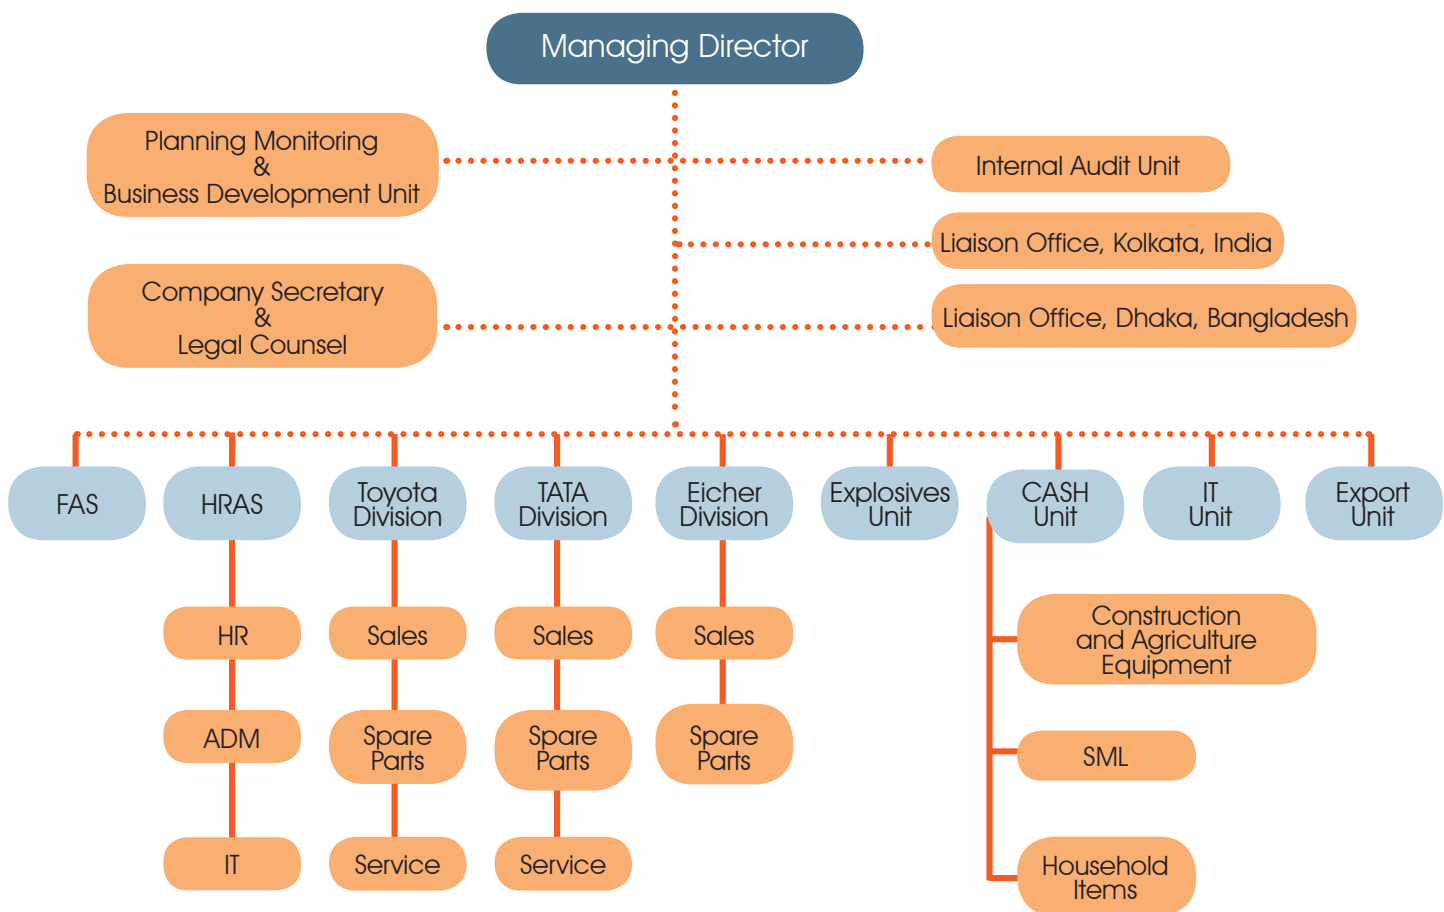 Managing Director
Planning Monitoring
&
Business Development Unit
Internal Audit Unit
Liaison Office, Kolkata, India
Company Secretary
&
Legal Counsel
Liaison Office, Dhaka, Bangladesh
FAS
HRAS
Toyota
Division
TATA
Division
Eicher
Division
Explosives
Unit
CASH
Unit
IT
Unit
Export
Unit
HR
ADM
IT
Sales
Spare
Parts
Service
Sales
Spare
Parts
Service
Sales
Spare
Parts
Construction
and Agriculture
Equipment
SML
Household
Items